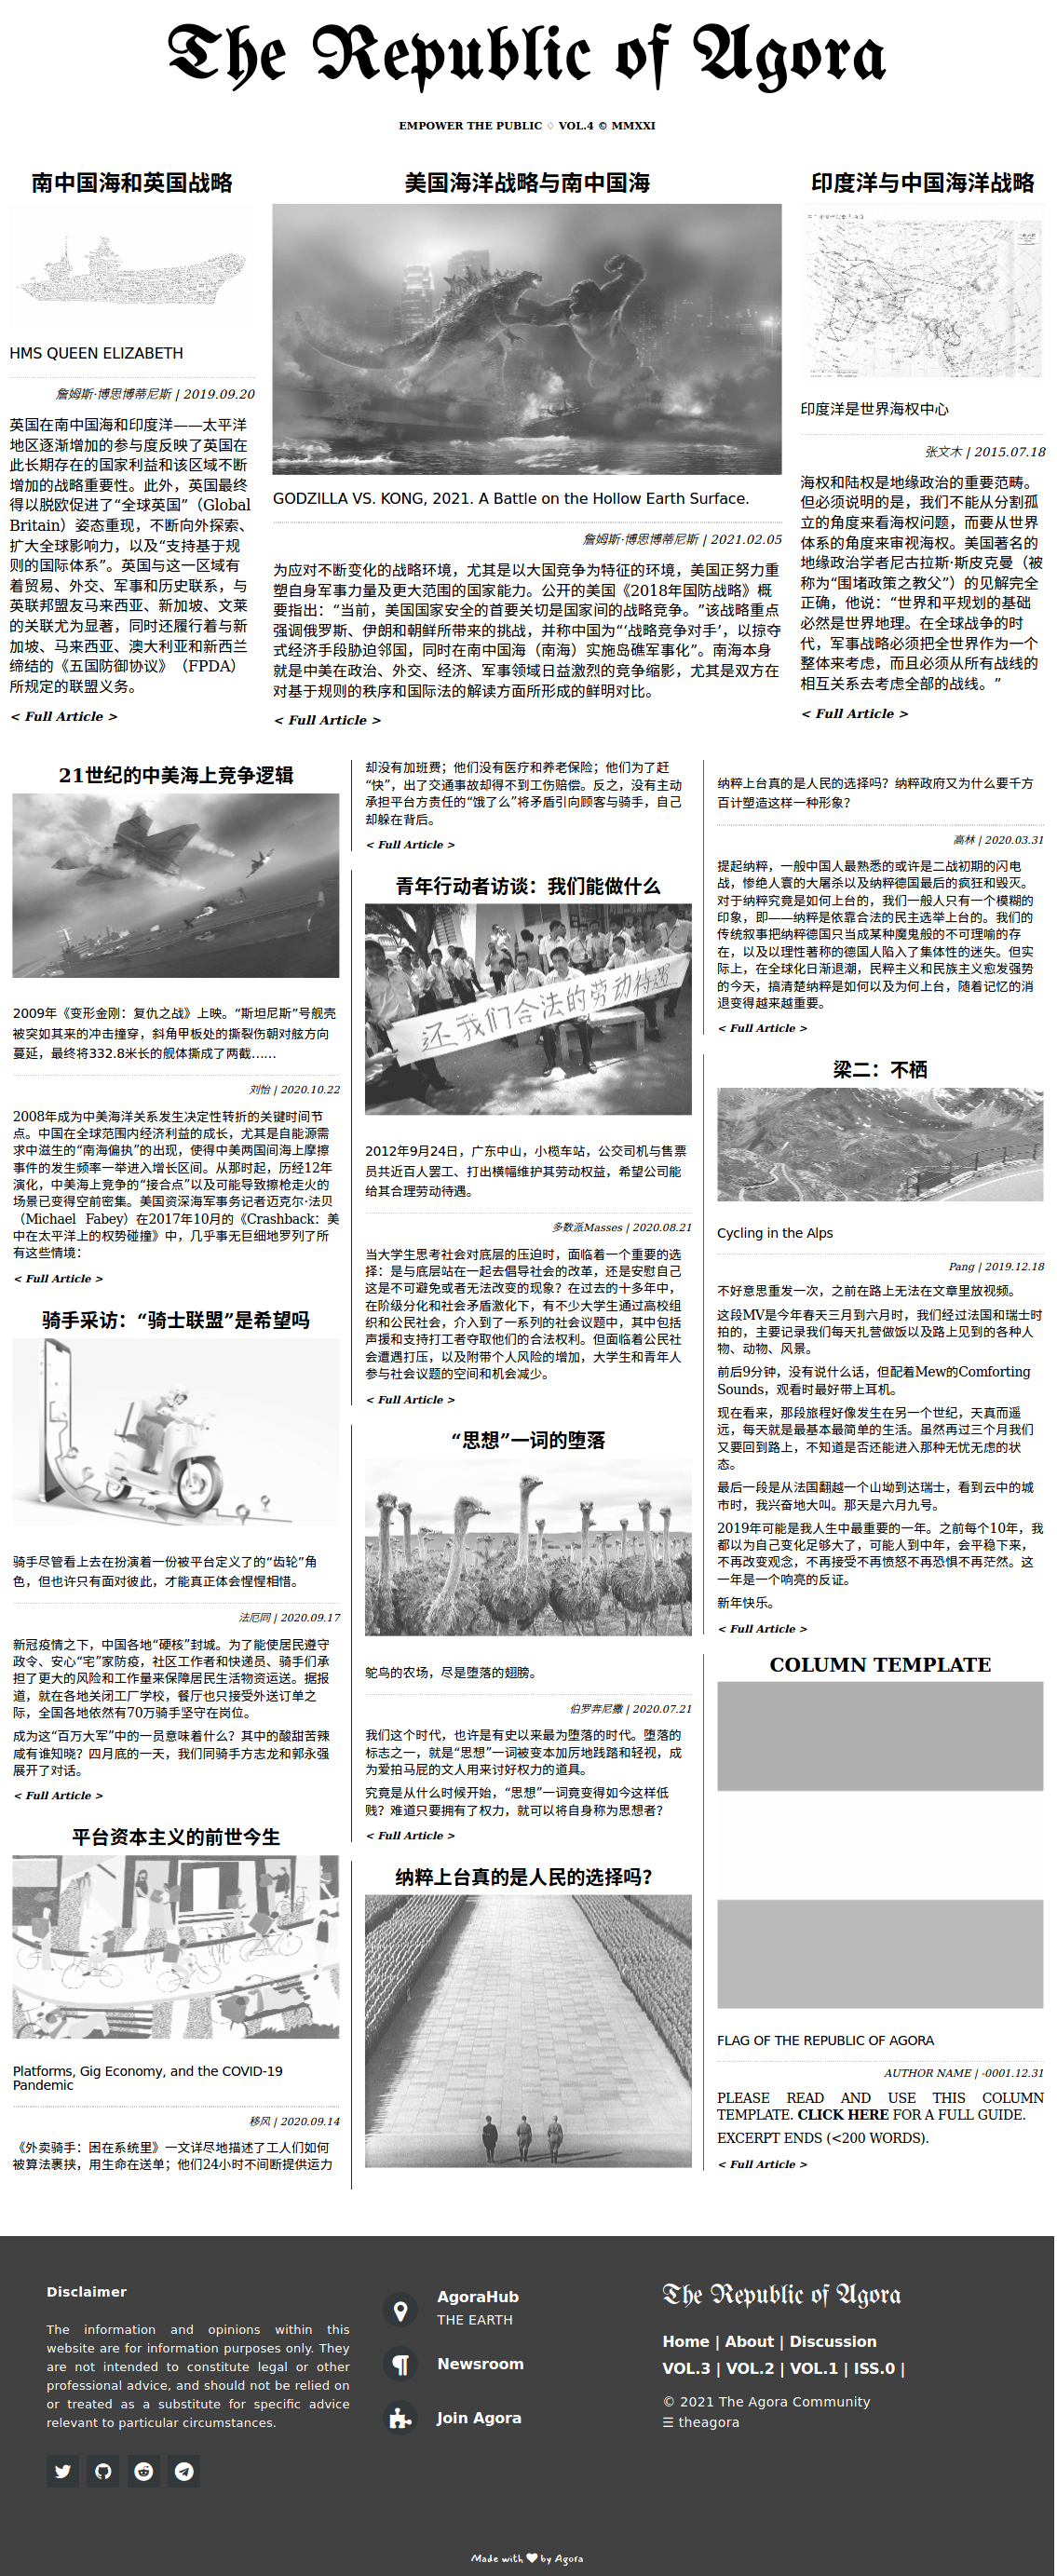 The Republic of Agora
EMPOWER THE PUBLIC ♢ VOL.4 © MMXXI
南中国海和英国战略
HMS QUEEN ELIZABETH
詹姆斯·博思博蒂尼斯 | 2019.09.20
英国在南中国海和印度洋——太平洋
地区逐渐增加的参与度反映了英国在
此长期存在的国家利益和该区域不断
增加的战略重要性。此外，英国最终
得以脱欧促进了“全球英国”（Global
Britain）姿态重现，不断向外探索、
扩大全球影响力，以及“支持基于规
则的国际体系”。英国与这一区域有
着贸易、外交、军事和历史联系，与
英联邦盟友马来西亚、新加坡、文莱
的关联尤为显著，同时还履行着与新
加坡、马来西亚、澳大利亚和新西兰
缔结的《五国防御协议》（FPDA）
所规定的联盟义务。
< Full Article >
美国海洋战略与南中国海
GODZILLA VS. KONG, 2021. A Battle on the Hollow Earth Surface.
詹姆斯·博思博蒂尼斯 | 2021.02.05
为应对不断变化的战略环境，尤其是以大国竞争为特征的环境，美国正努力重
塑自身军事力量及更大范围的国家能力。公开的美国《2018年国防战略》概
要指出：“当前，美国国家安全的首要关切是国家间的战略竞争。”该战略重点
强调俄罗斯、伊朗和朝鲜所带来的挑战，并称中国为“‘战略竞争对手’，以掠夺
式经济手段胁迫邻国，同时在南中国海（南海）实施岛礁军事化”。南海本身
就是中美在政治、外交、经济、军事领域日益激烈的竞争缩影，尤其是双方在
对基于规则的秩序和国际法的解读方面所形成的鲜明对比。
< Full Article >
印度洋与中国海洋战略
印度洋是世界海权中心
张文木 | 2015.07.18
海权和陆权是地缘政治的重要范畴。
但必须说明的是，我们不能从分割孤
立的角度来看海权问题，而要从世界
体系的角度来审视海权。美国著名的
地缘政治学者尼古拉斯·斯皮克曼（被
称为“围堵政策之教父”）的见解完全
正确，他说：“世界和平规划的基础
必然是世界地理。在全球战争的时
代，军事战略必须把全世界作为一个
整体来考虑，而且必须从所有战线的
相互关系去考虑全部的战线。”
< Full Article >
21世纪的中美海上竞争逻辑
2009年《变形金刚：复仇之战》上映。“斯坦尼斯”号舰壳
被突如其来的冲击撞穿，斜角甲板处的撕裂伤朝对舷方向
蔓延，最终将332.8米长的舰体撕成了两截……
刘怡 | 2020.10.22
2008年成为中美海洋关系发生决定性转折的关键时间节
点。中国在全球范围内经济利益的成长，尤其是自能源需
求中滋生的“南海偏执”的出现，使得中美两国间海上摩擦
事件的发生频率一举进入增长区间。从那时起，历经12年
演化，中美海上竞争的“接合点”以及可能导致擦枪走火的
场景已变得空前密集。美国资深海军事务记者迈克尔·法贝
（Michael Fabey）在2017年10月的《Crashback：美
中在太平洋上的权势碰撞》中，几乎事无巨细地罗列了所
有这些情境：
< Full Article >
骑手采访：“骑士联盟”是希望吗
骑手尽管看上去在扮演着一份被平台定义了的“齿轮”角
色，但也许只有面对彼此，才能真正体会惺惺相惜。
法厄同 | 2020.09.17
新冠疫情之下，中国各地“硬核”封城。为了能使居民遵守
政令、安心“宅”家防疫，社区工作者和快递员、骑手们承
担了更大的风险和工作量来保障居民生活物资运送。据报
道，就在各地关闭工厂学校，餐厅也只接受外送订单之
际，全国各地依然有70万骑手坚守在岗位。
成为这“百万大军”中的一员意味着什么？其中的酸甜苦辣
咸有谁知晓？四月底的一天，我们同骑手方志龙和郭永强
展开了对话。
< Full Article >
平台资本主义的前世今生
Platforms, Gig Economy, and the COVID-19
Pandemic
移风 | 2020.09.14
《外卖骑手：困在系统里》一文详尽地描述了工人们如何
被算法裹挟，用生命在送单；他们24小时不间断提供运力
却没有加班费；他们没有医疗和养老保险；他们为了赶
“快”，出了交通事故却得不到工伤赔偿。反之，没有主动
承担平台方责任的“饿了么”将矛盾引向顾客与骑手，自己
却躲在背后。
< Full Article >
青年行动者访谈：我们能做什么
还我们合法的劳动待遇
2012年9月24日，广东中山，小榄车站，公交司机与售票
员共近百人罢工、打出横幅维护其劳动权益，希望公司能
给其合理劳动待遇。
多数派Masses | 2020.08.21
当大学生思考社会对底层的压迫时，面临着一个重要的选
择：是与底层站在一起去倡导社会的改革，还是安慰自己
这是不可避免或者无法改变的现象？在过去的十多年中，
在阶级分化和社会矛盾激化下，有不少大学生通过高校组
织和公民社会，介入到了一系列的社会议题中，其中包括
声援和支持打工者夺取他们的合法权利。但面临着公民社
会遭遇打压，以及附带个人风险的增加，大学生和青年人
参与社会议题的空间和机会减少。
< Full Article >
“思想”一词的堕落
鸵鸟的农场，尽是堕落的翅膀。
伯罗奔尼撒 | 2020.07.21
我们这个时代，也许是有史以来最为堕落的时代。堕落的
标志之一，就是“思想”一词被变本加厉地践踏和轻视，成
为爱拍马屁的文人用来讨好权力的道具。
究竟是从什么时候开始，“思想”一词竟变得如今这样低
贱？难道只要拥有了权力，就可以将自身称为思想者？
< Full Article >
纳粹上台真的是人民的选择吗？
纳粹上台真的是人民的选择吗？纳粹政府又为什么要千方
百计塑造这样一种形象？
高林 | 2020.03.31
提起纳粹，一般中国人最熟悉的或许是二战初期的闪电
战，惨绝人寰的大屠杀以及纳粹德国最后的疯狂和毁灭。
对于纳粹究竟是如何上台的，我们一般人只有一个模糊的
印象，即——纳粹是依靠合法的民主选举上台的。我们的
传统叙事把纳粹德国只当成某种魔鬼般的不可理喻的存
在，以及以理性著称的德国人陷入了集体性的迷失。但实
际上，在全球化日渐退潮，民粹主义和民族主义愈发强势
的今天，搞清楚纳粹是如何以及为何上台，随着记忆的消
退变得越来越重要。
< Full Article >
梁二：不栖
Cycling in the Alps
Pang | 2019.12.18
不好意思重发一次，之前在路上无法在文章里放视频。
这段MV是今年春天三月到六月时，我们经过法国和瑞士时
拍的，主要记录我们每天扎营做饭以及路上见到的各种人
物、动物、风景。
前后9分钟，没有说什么话，但配着Mew的Comforting
Sounds，观看时最好带上耳机。
现在看来，那段旅程好像发生在另一个世纪，天真而遥
远，每天就是最基本最简单的生活。虽然再过三个月我们
又要回到路上，不知道是否还能进入那种无忧无虑的状
态。
最后一段是从法国翻越一个山坳到达瑞士，看到云中的城
市时，我兴奋地大叫。那天是六月九号。
2019年可能是我人生中最重要的一年。之前每个10年，我
都以为自己变化足够大了，可能人到中年，会平稳下来，
不再改变观念，不再接受不再愤怒不再恐惧不再茫然。这
一年是一个响亮的反证。
新年快乐。
< Full Article >
COLUMN TEMPLATE
FLAG OF THE REPUBLIC OF AGORA
AUTHOR NAME | -0001.12.31
PLEASE READ AND USE THIS COLUMN
TEMPLATE. CLICK HERE FOR A FULL GUIDE.
EXCERPT ENDS (<200 WORDS).
< Full Article >
Disclaimer
The information and opinions within this
website are for information purposes only. They
are not intended to constitute legal or other
professional advice, and should not be relied on
or treated as a substitute for specific advice
relevant to particular circumstances.
AgoraHub
THE EARTH
Newsroom
Join Agora
The Republic of Agora
Home | About | Discussion
VOL.3 | VOL.2 | VOL.1 | ISS.0 |
© 2021 The Agora Community
☰ theagora
Made with ❤ by Agora